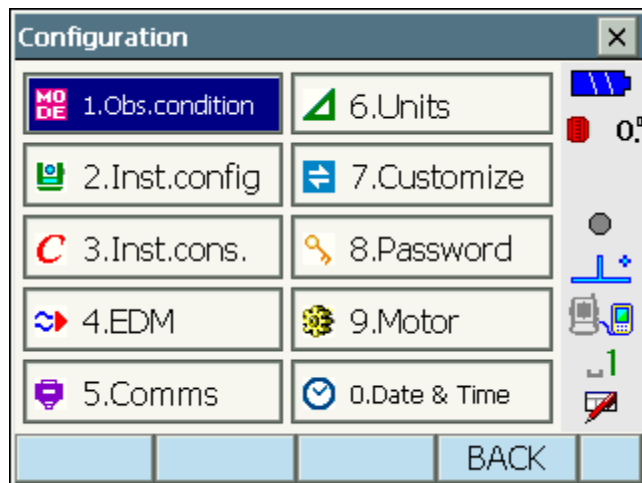 Configuration
MO
DE
1.Obs.condition
2.Inst.config
C 3.Inst.cons.
4.EDM
5.Comms
6.Units
7.Customize
8.Password
9.Motor
0.Date & Time
0."
1
BACK